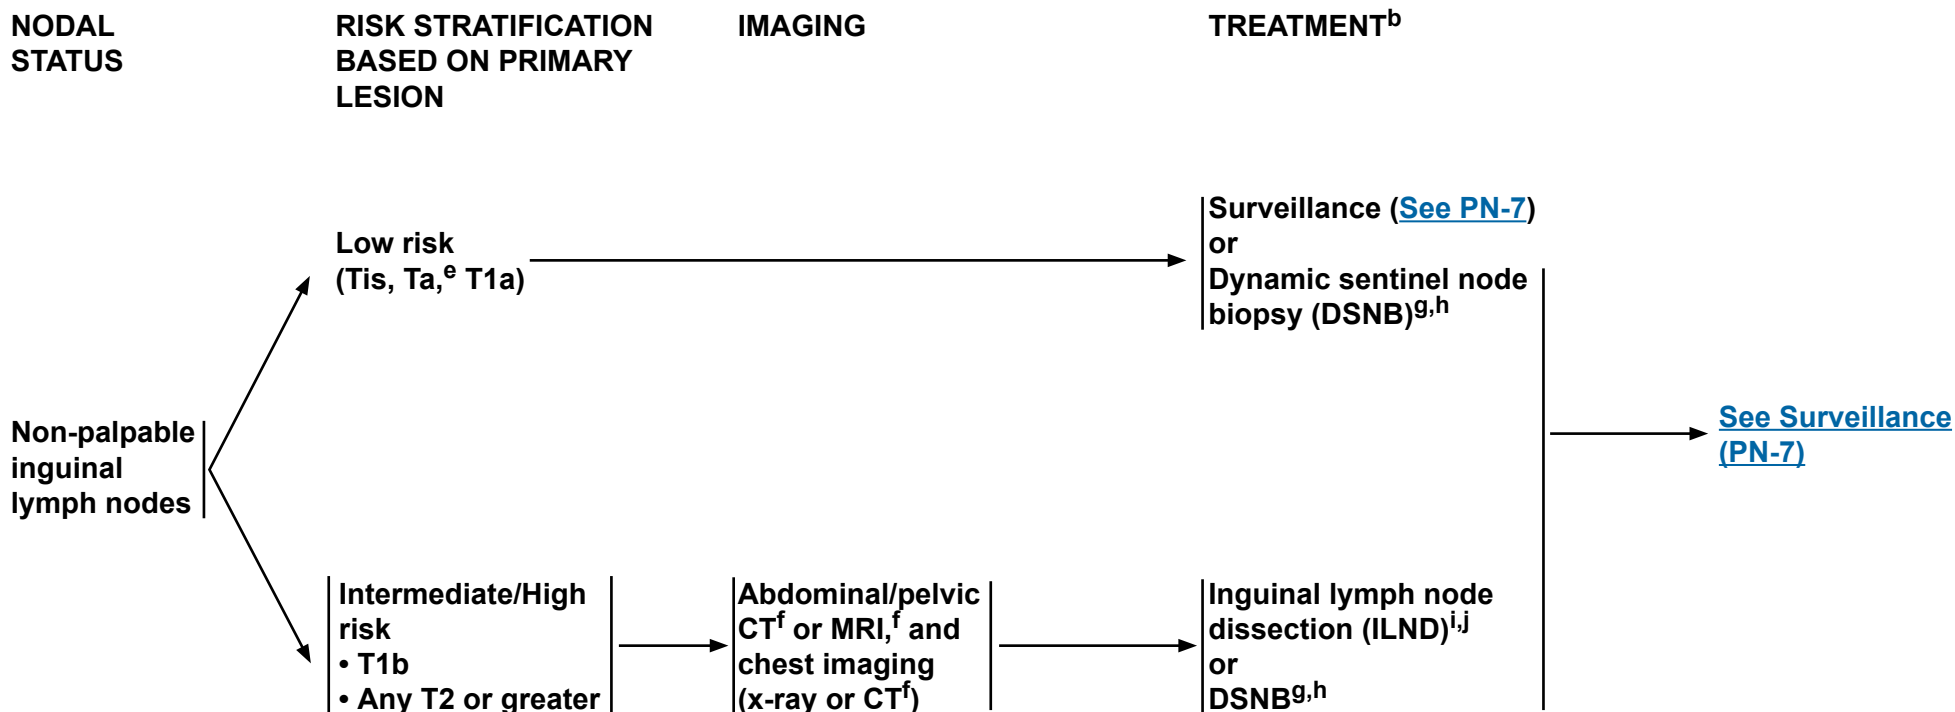 NODAL
STATUS
RISK STRATIFICATION
BASED ON PRIMARY
LESION
IMAGING
TREATMENTᵇ
Non-palpable
inguinal
lymph nodes
Low risk
(Tis, Ta,ᵉ T1a)
Surveillance (See PN-7)
or
Dynamic sentinel node
biopsy (DSNB)ᵍ,ʰ
Intermediate/High
risk
• T1b
• Any T2 or greater
Abdominal/pelvic
CTᶠ or MRI,ᶠ and
chest imaging
(x-ray or CTᶠ)
Inguinal lymph node
dissection (ILND)ⁱ,ʲ
or
DSNBᵍ,ʰ
See Surveillance
(PN-7)